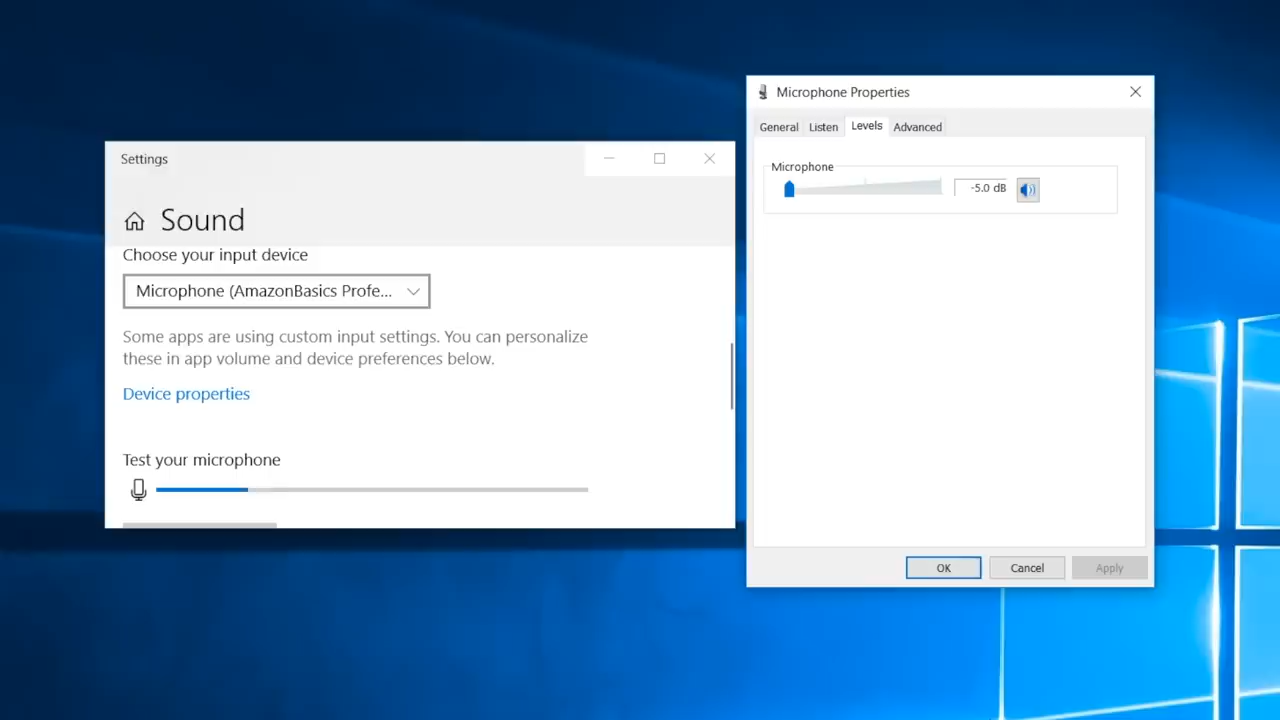 Settings
Sound
Choose your input device
Microphone (AmazonBasics Profe...
Some apps are using custom input settings. You can personalize
these in app volume and device preferences below.
Device properties
Test your microphone
Microphone Properties
General Listen Levels Advanced
Microphone
-5.0 dB
OK Cancel Apply